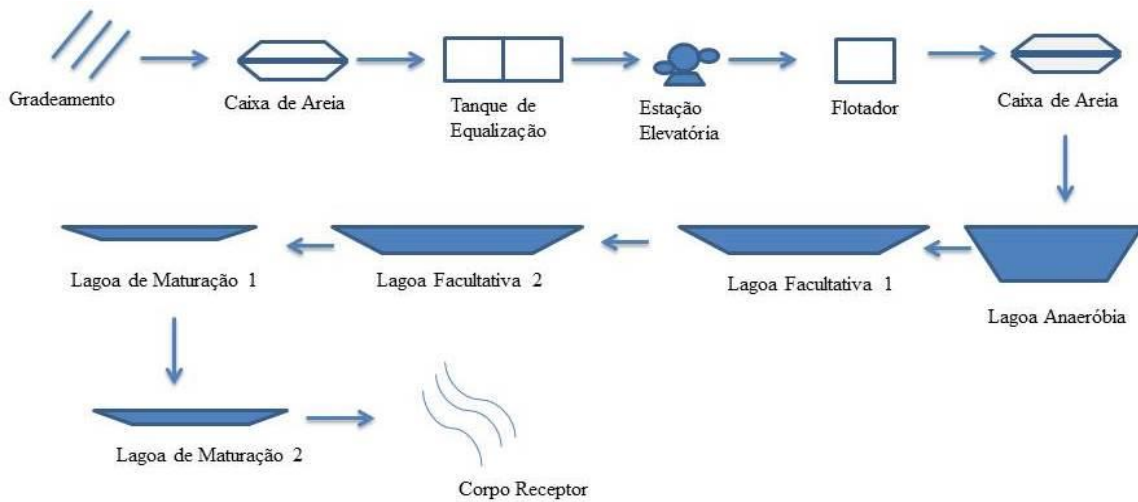 Gradeamento
Caixa de Areia
Tanque de
Equalização
Estação
Elevatória
Flotador
Caixa de Areia
Lagoa de Maturação 1
Lagoa Facultativa 2
Lagoa Facultativa 1
Lagoa Anaeróbia
Lagoa de Maturação 2
Corpo Receptor